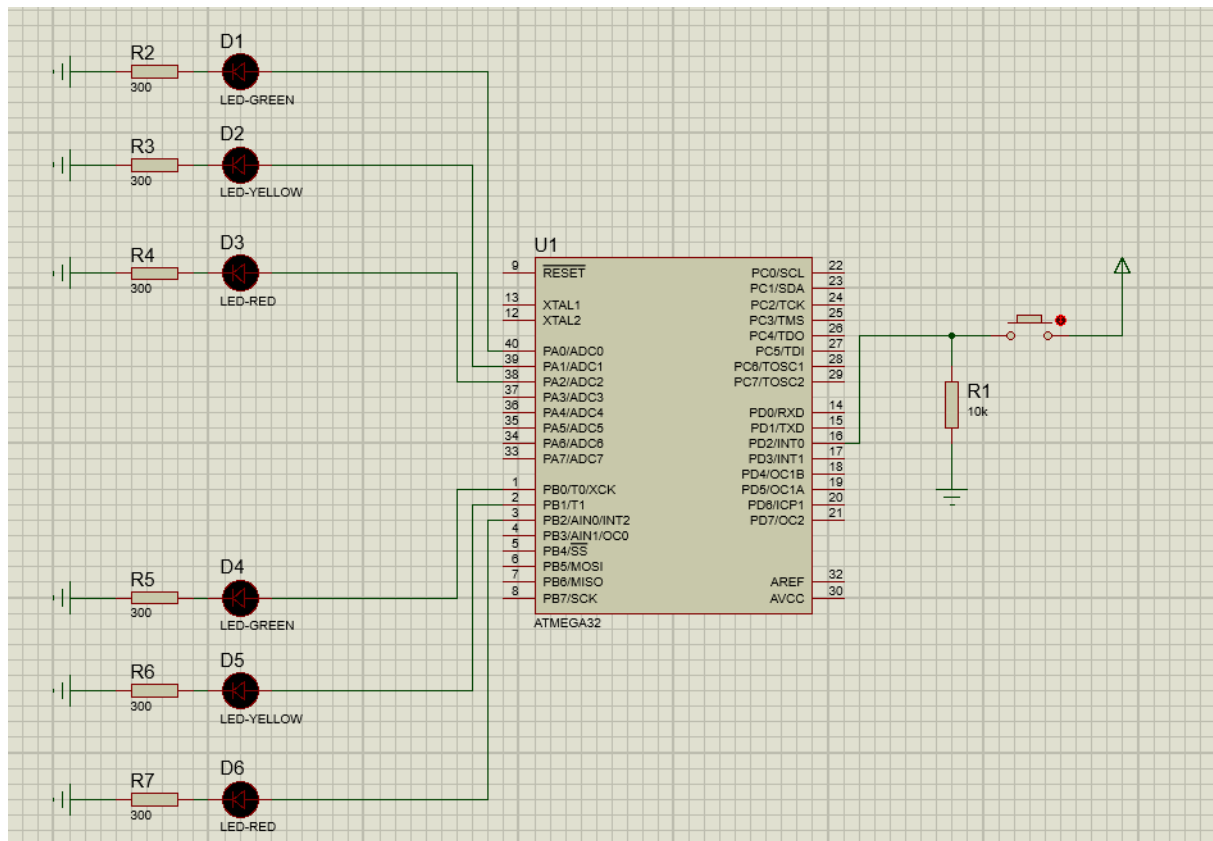 D1
R2
300
LED-GREEN
D2
R3
300
LED-YELLOW
D3
R4
300
LED-RED
U1
9 RESET
13 XTAL1
12 XTAL2
40 PA0/ADC0
39 PA1/ADC1
38 PA2/ADC2
37 PA3/ADC3
36 PA4/ADC4
35 PA5/ADC5
34 PA6/ADC6
33 PA7/ADC7
1 PB0/T0/XCK
2 PB1/T1
3 PB2/AIN0/INT2
4 PB3/AIN1/OC0
5 PB4/SS
6 PB5/MOSI
7 PB6/MISO
8 PB7/SCK
PC0/SCL 22
PC1/SDA 23
PC2/TCK 24
PC3/TMS 25
PC4/TDO 26
PC5/TDI 27
PC6/TOSC1 28
PC7/TOSC2 29
PD0/RXD 14
PD1/TXD 15
PD2/INT0 16
PD3/INT1 17
PD4/OC1B 18
PD5/OC1A 19
PD6/ICP1 20
PD7/OC2 21
AREF 32
AVCC 30
ATMEGA32
R1
10k
D4
R5
300
LED-GREEN
D5
R6
300
LED-YELLOW
D6
R7
300
LED-RED